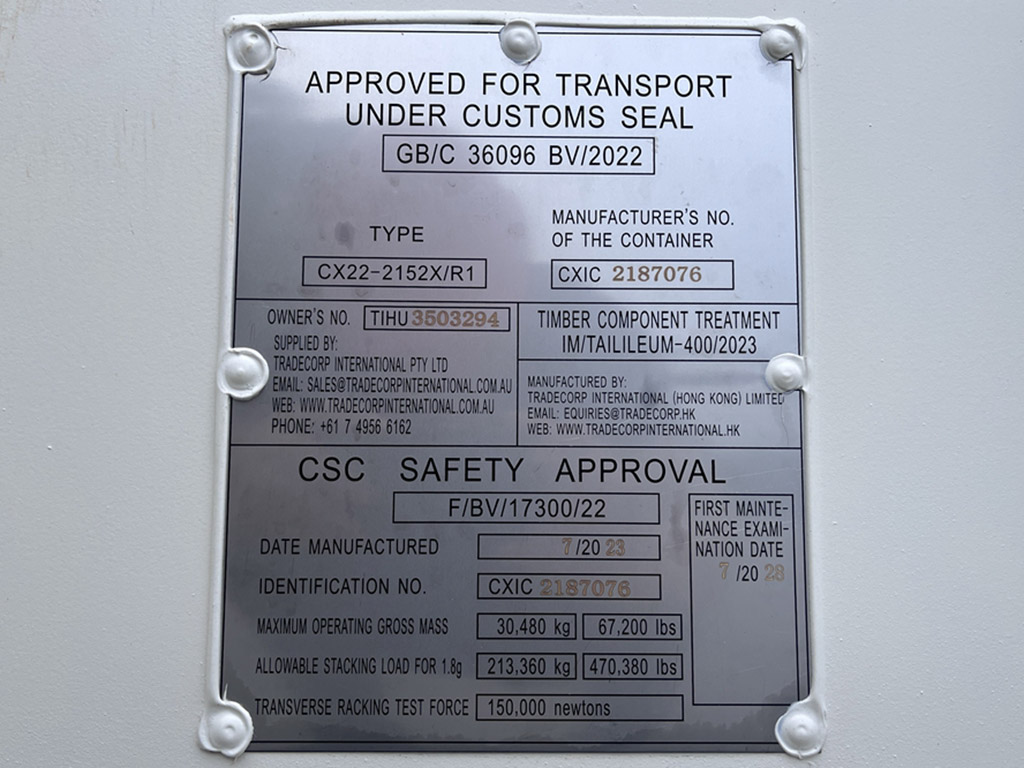 APPROVED FOR TRANSPORT
UNDER CUSTOMS SEAL
GB/C 36096 BV/2022
TYPE
CX22-2152X/R1
MANUFACTURER'S NO.
OF THE CONTAINER
CXIC 2187076
OWNER'S NO. TIHU 3503294
SUPPLIED BY:
TRADECORP INTERNATIONAL PTY LTD
EMAIL: SALES@TRADECORPINTERNATIONAL.COM.AU
WEB: WWW.TRADECORPINTERNATIONAL.COM.AU
PHONE: +61 7 4956 6162
TIMBER COMPONENT TREATMENT
IM/TAILILEUM-400/2023
MANUFACTURED BY:
TRADECORP INTERNATIONAL (HONG KONG) LIMITED
EMAIL: EQUIRIES@TRADECORP.HK
WEB: WWW.TRADECORPINTERNATIONAL.HK
CSC SAFETY APPROVAL
F/BV/17300/22
DATE MANUFACTURED 7/20 23
IDENTIFICATION NO. CXIC 2187076
MAXIMUM OPERATING GROSS MASS 30,480 kg 67,200 lbs
ALLOWABLE STACKING LOAD FOR 1.8g 213,360 kg 470,380 lbs
TRANSVERSE RACKING TEST FORCE 150,000 newtons
FIRST MAINTE-
NANCE EXAMI-
NATION DATE
7 /20 28